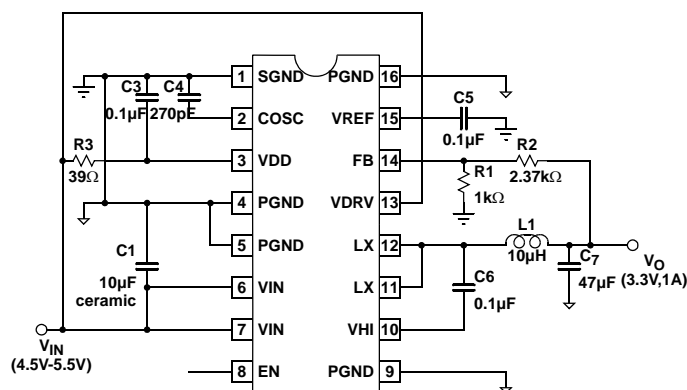 C3
C4
0.1µF
270pF
1
SGND
PGND
16
C5
0.1µF
2
COSC
VREF
15
R3
39Ω
3
VDD
FB
14
R2
2.37kΩ
R1
1kΩ
4
PGND
VDRV
13
C1
10µF
ceramic
5
PGND
LX
12
L1
10µH
C7
47µF
VO
(3.3V,1A)
6
VIN
LX
11
C6
0.1µF
7
VIN
VHI
10
VIN
(4.5V-5.5V)
8
EN
PGND
9